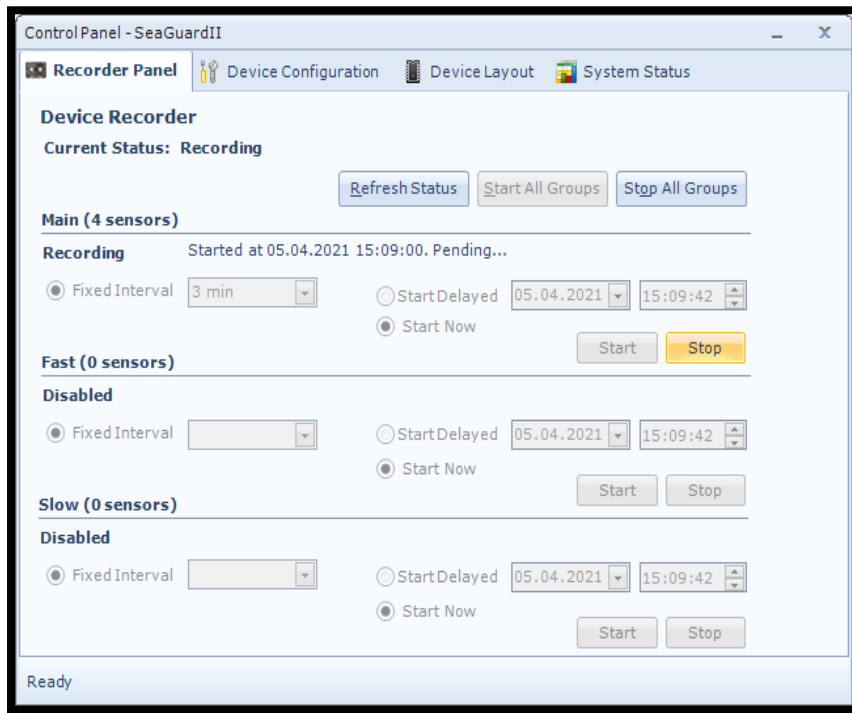 Control Panel - SeaGuardII
Recorder Panel Device Configuration Device Layout System Status
Device Recorder
Current Status: Recording
Refresh Status Start All Groups Stop All Groups
Main (4 sensors)
Recording Started at 05.04.2021 15:09:00. Pending...
Fixed Interval 3 min Start Delayed 05.04.2021 15:09:42
Start Now
Start Stop
Fast (0 sensors)
Disabled
Fixed Interval Start Delayed 05.04.2021 15:09:42
Start Now
Start Stop
Slow (0 sensors)
Disabled
Fixed Interval Start Delayed 05.04.2021 15:09:42
Start Now
Start Stop
Ready